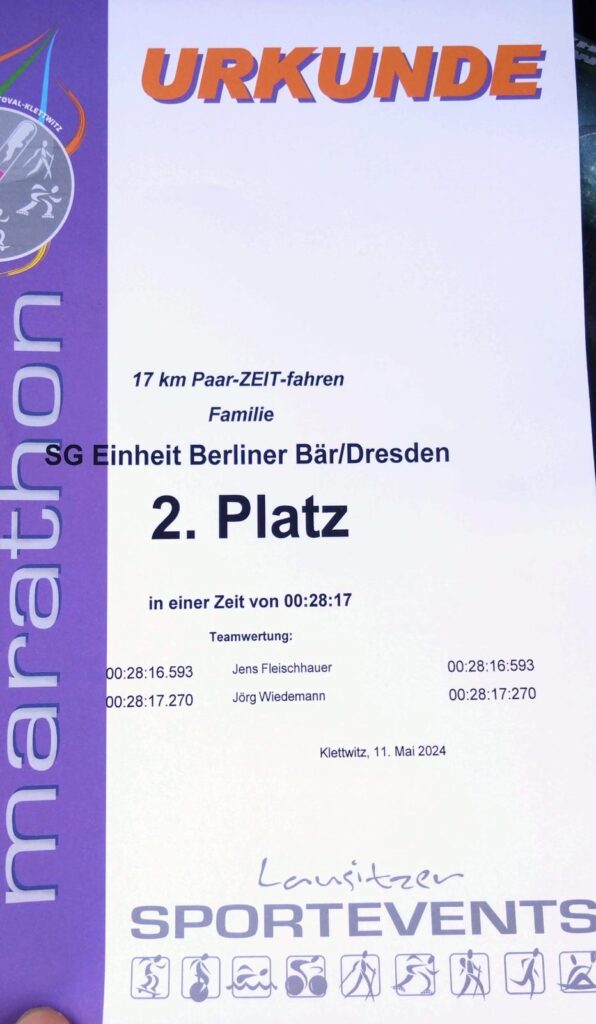 URKUNDE
OVAL-KLETTWITZ
marathon
17 km Paar-ZEIT-fahren
Familie
SG Einheit Berliner Bär/Dresden
2. Platz
in einer Zeit von 00:28:17
Teamwertung:
00:28:16.593 Jens Fleischhauer 00:28:16:593
00:28:17.270 Jörg Wiedemann 00:28:17:270
Klettwitz, 11. Mai 2024
Lausitzer
SPORTEVENTS